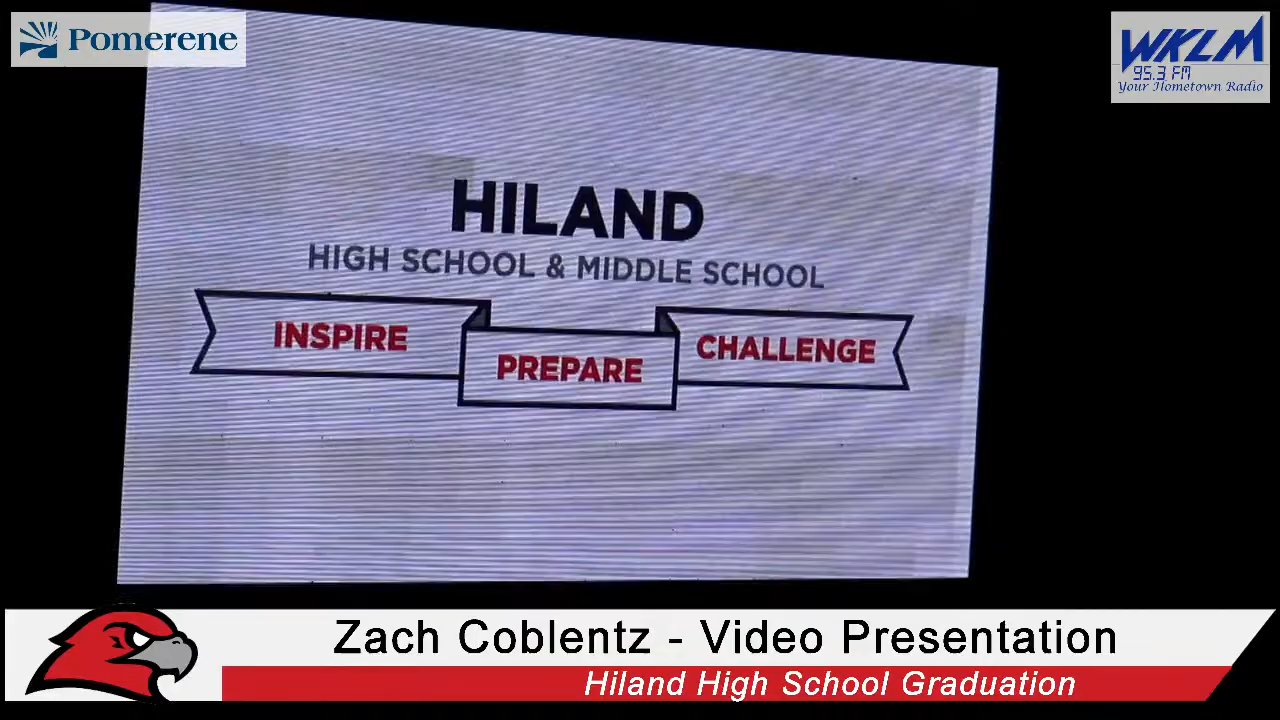 Pomerene
WKLM
95.3 FM
Your Hometown Radio
HILAND
HIGH SCHOOL & MIDDLE SCHOOL
INSPIRE
PREPARE
CHALLENGE
Zach Coblentz - Video Presentation
Hiland High School Graduation